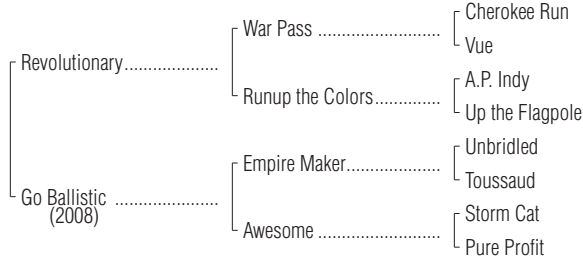 Cherokee Run
War Pass ..............................
Vue
Revolutionary.......................
A.P. Indy
Runup the Colors................
Up the Flagpole
Unbridled
Empire Maker.......................
Toussaud
Go Ballistic .........................
(2008)
Storm Cat
Awesome ..............................
Pure Profit